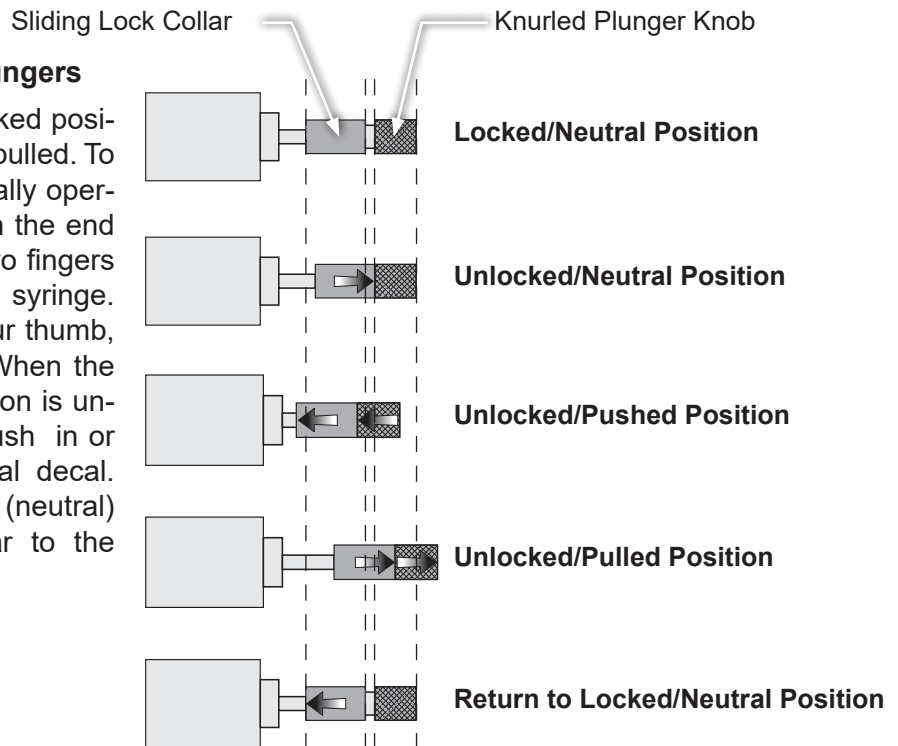 Sliding Lock Collar
Knurled Plunger Knob
ngers
ked posi-
pulled. To
ally oper-
the end
o fingers
syringe.
ur thumb,
When the
on is un-
sh in or
al decal.
(neutral)
r to the
Locked/Neutral Position
Unlocked/Neutral Position
Unlocked/Pushed Position
Unlocked/Pulled Position
Return to Locked/Neutral Position